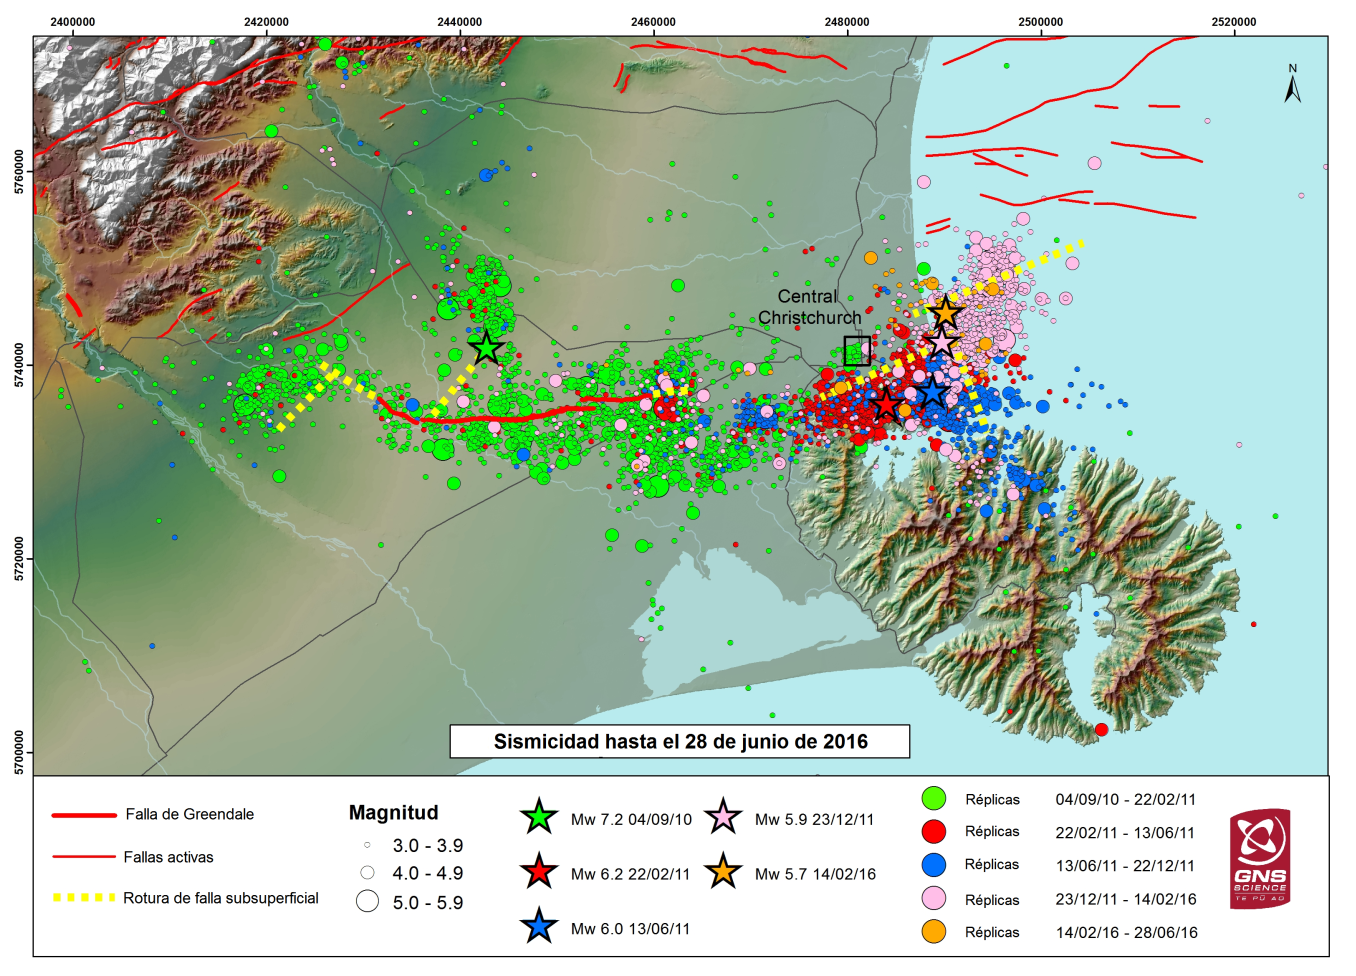 2400000 2420000 2440000 2460000 2480000 2500000 2520000
5760000
5740000
5720000
5700000
N
Central
Christchurch
Sismicidad hasta el 28 de junio de 2016
Falla de Greendale
Fallas activas
Rotura de falla subsuperficial
Magnitud
3.0 - 3.9
4.0 - 4.9
5.0 - 5.9
Mw 7.2 04/09/10
Mw 6.2 22/02/11
Mw 6.0 13/06/11
Mw 5.9 23/12/11
Mw 5.7 14/02/16
Réplicas 04/09/10 - 22/02/11
Réplicas 22/02/11 - 13/06/11
Réplicas 13/06/11 - 22/12/11
Réplicas 23/12/11 - 14/02/16
Réplicas 14/02/16 - 28/06/16
GNS
SCIENCE
TE PŪ AO